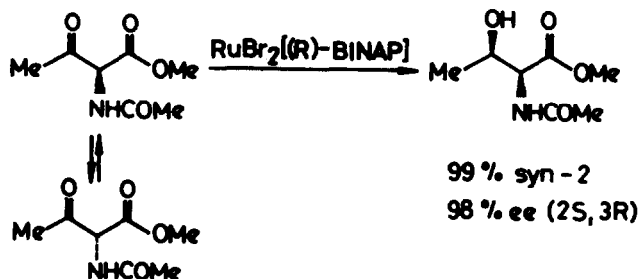 O O
Me OMe
NHCOMe
RuBr₂[(R)-BINAP]
OH O
Me OMe
NHCOMe
O O
Me OMe
NHCOMe
99 % syn-2
98 % ee (2S, 3R)